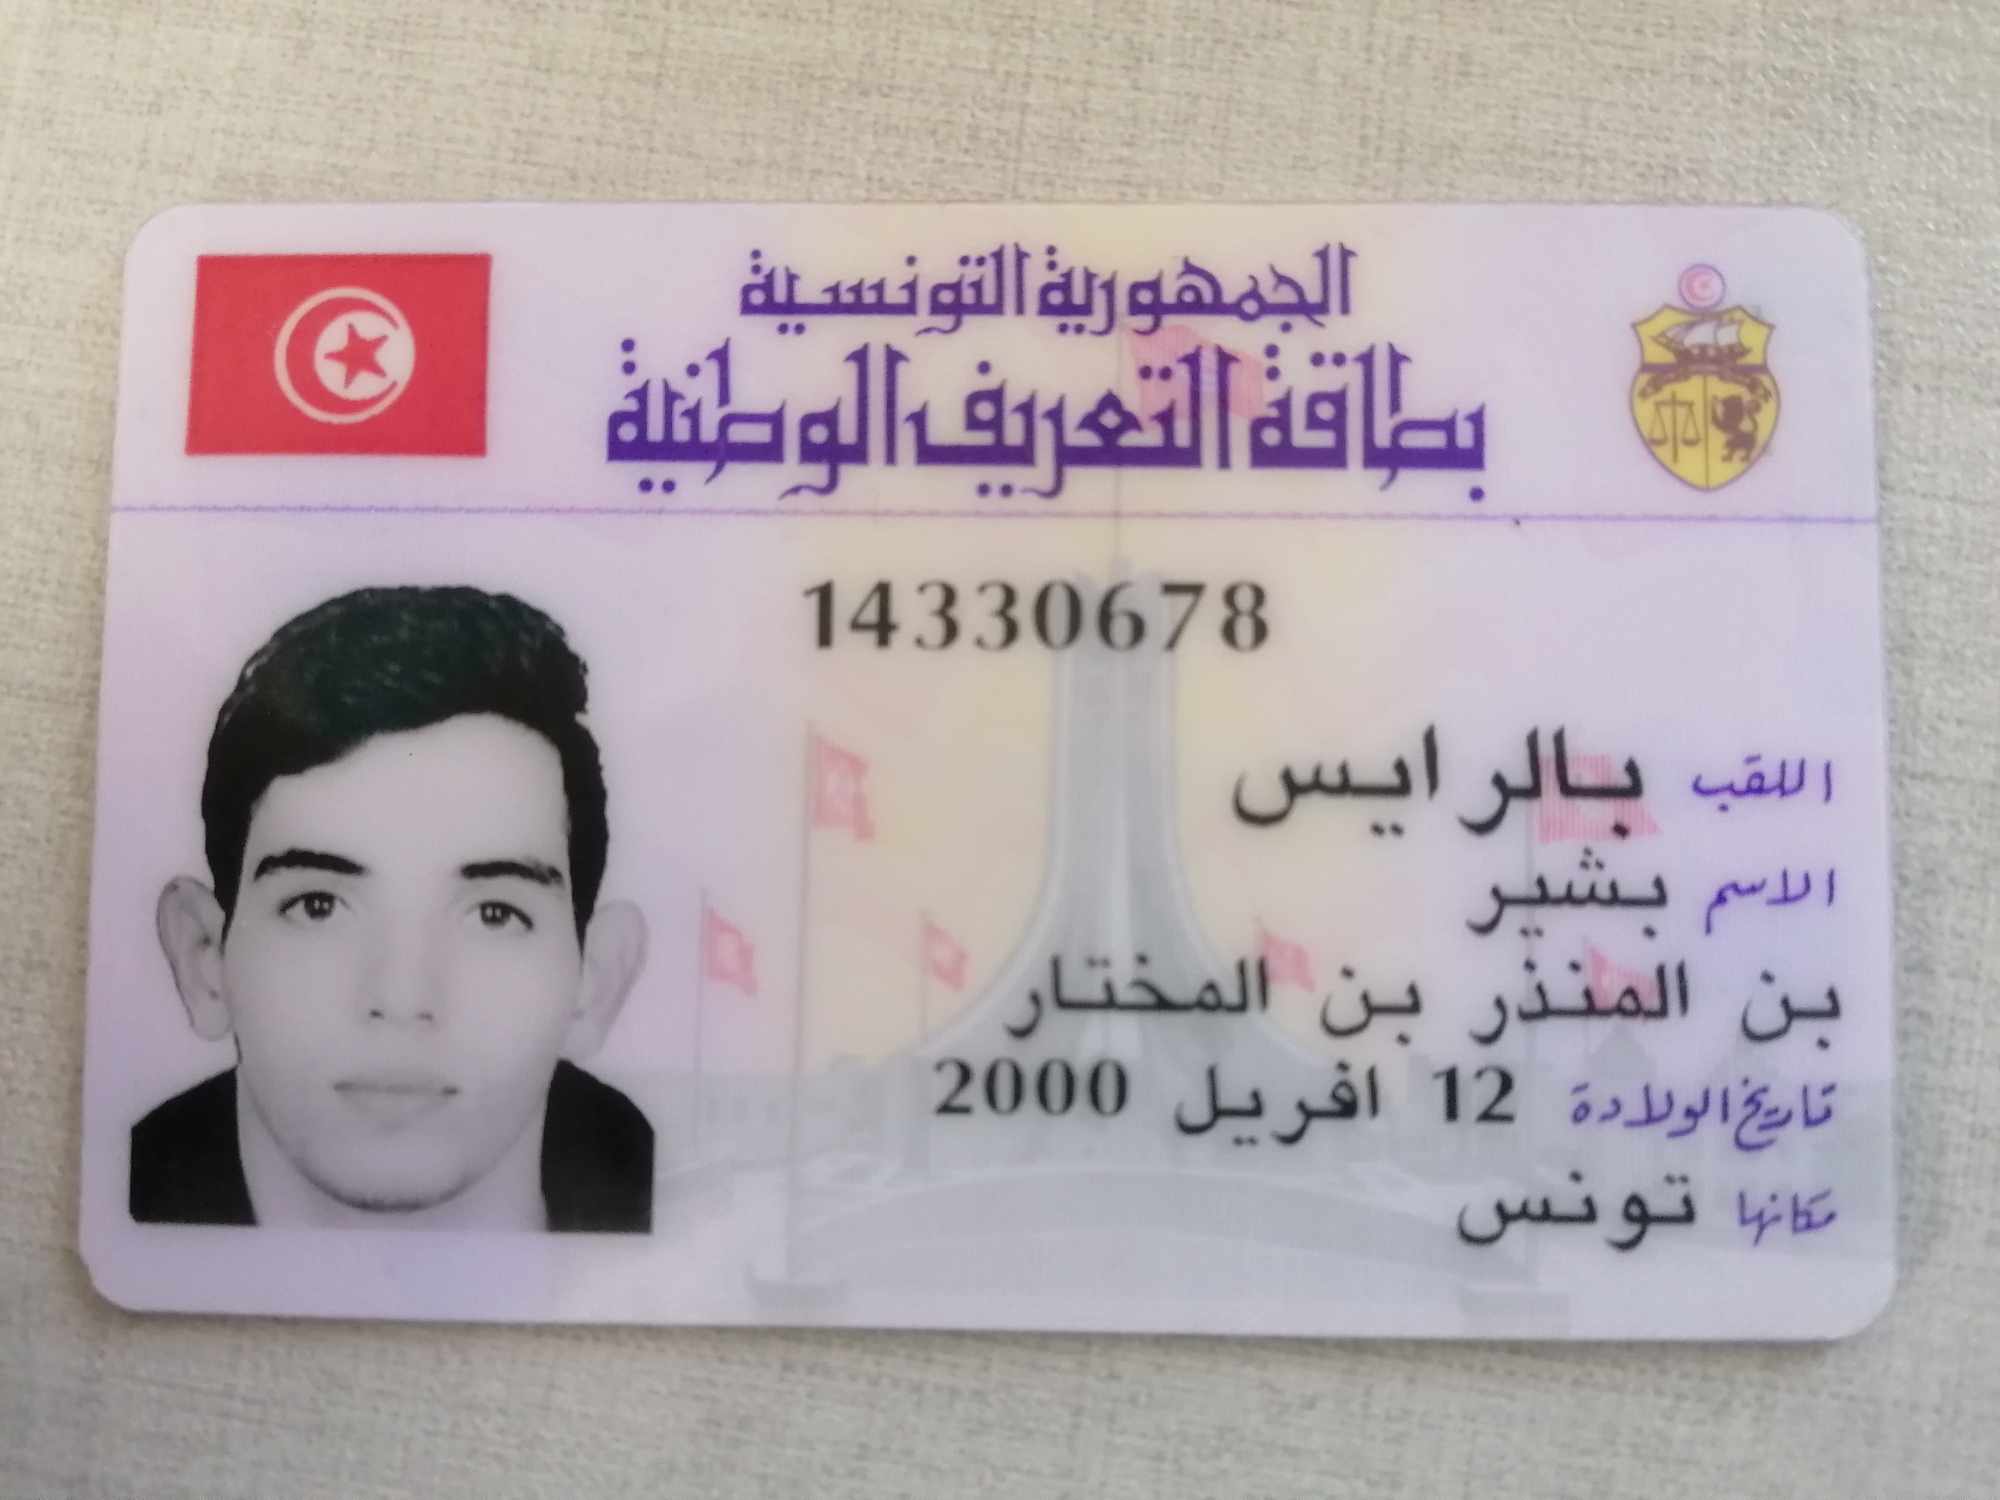 الجمهورية التونسية
بطاقة التعريف الوطنية
14330678
اللقب بالرايس
الاسم بشير
بن المنذر بن المختار
تاريخ الولادة 12 افريل 2000
مكانها تونس